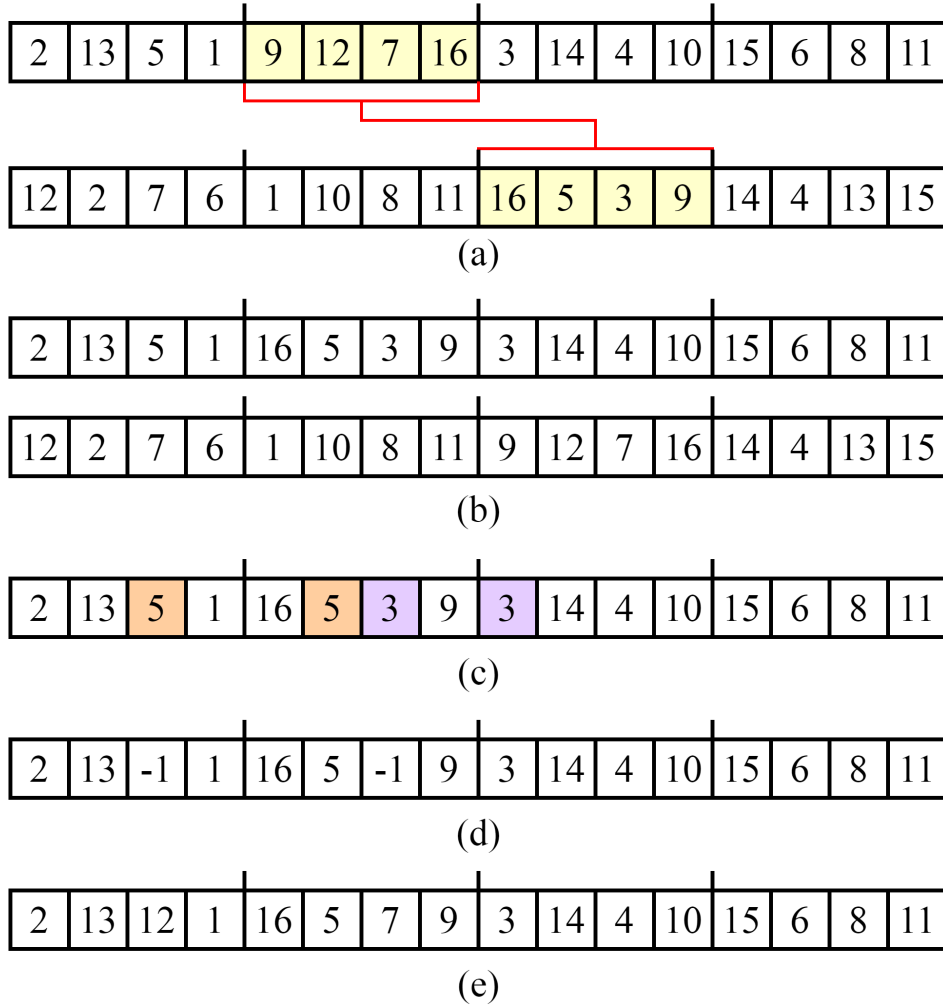 2 13 5 1 9 12 7 16 3 14 4 10 15 6 8 11
12 2 7 6 1 10 8 11 16 5 3 9 14 4 13 15
(a)
2 13 5 1 16 5 3 9 3 14 4 10 15 6 8 11
12 2 7 6 1 10 8 11 9 12 7 16 14 4 13 15
(b)
2 13 5 1 16 5 3 9 3 14 4 10 15 6 8 11
(c)
2 13 -1 1 16 5 -1 9 3 14 4 10 15 6 8 11
(d)
2 13 12 1 16 5 7 9 3 14 4 10 15 6 8 11
(e)